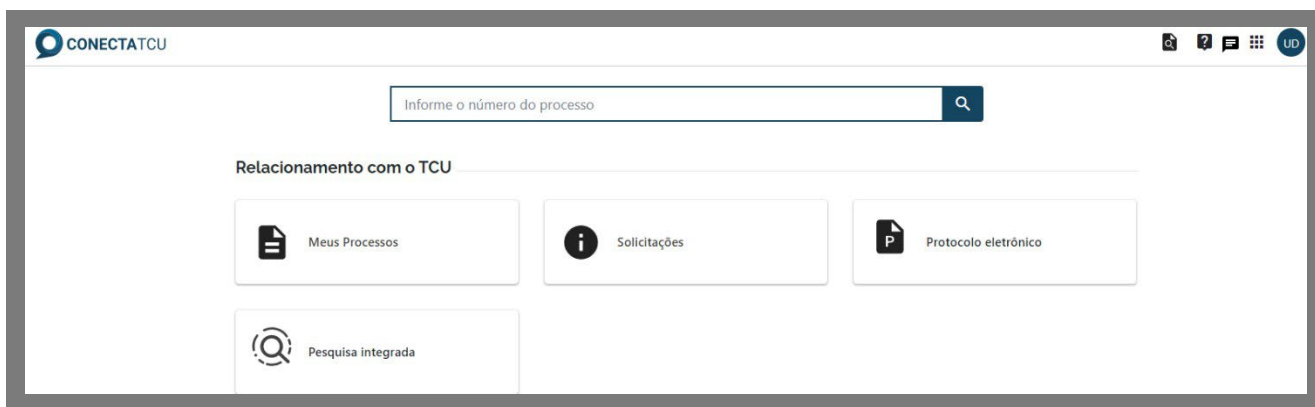 CONECTATCU
UD
Informe o número do processo
Relacionamento com o TCU
Meus Processos
Solicitações
P
Protocolo eletrônico
Pesquisa integrada